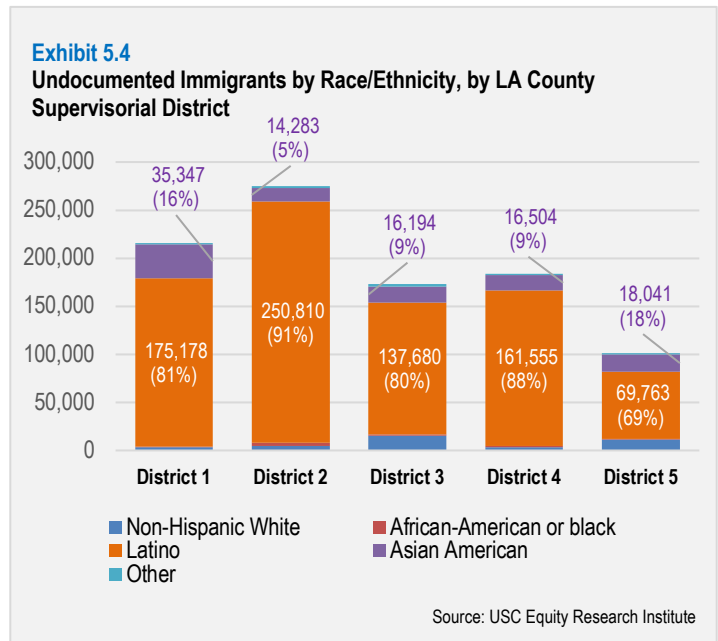 Exhibit 5.4
Undocumented Immigrants by Race/Ethnicity, by LA County
Supervisorial District
300,000
250,000
200,000
150,000
100,000
50,000
0
35,347
(16%)
14,283
(5%)
16,194
(9%)
16,504
(9%)
18,041
(18%)
175,178
(81%)
250,810
(91%)
137,680
(80%)
161,555
(88%)
69,763
(69%)
District 1
District 2
District 3
District 4
District 5
Non-Hispanic White
African-American or black
Latino
Asian American
Other
Source: USC Equity Research Institute